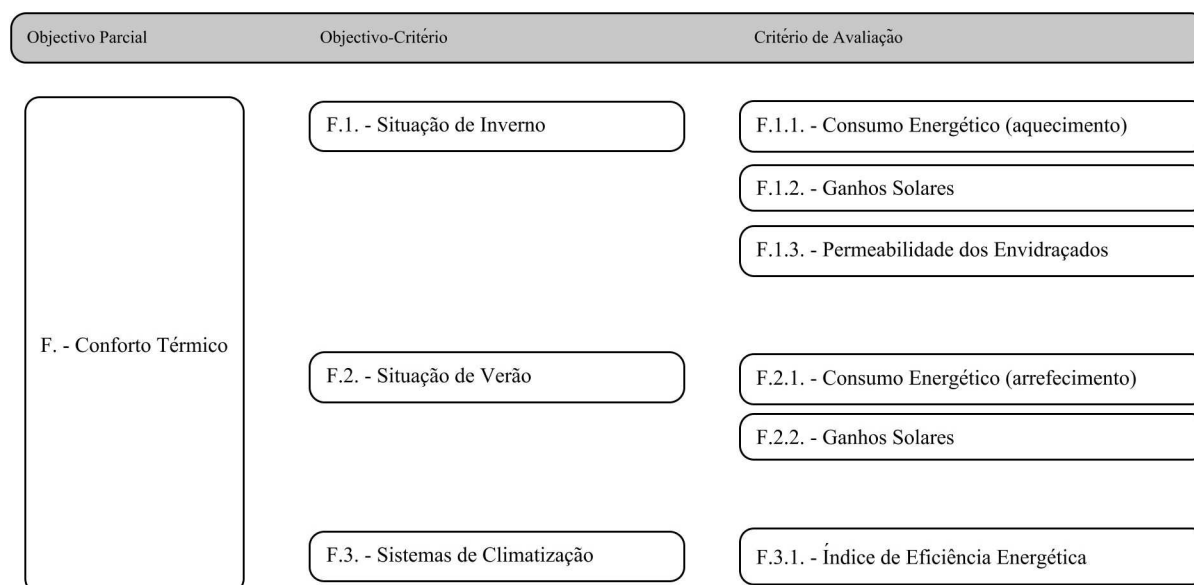 Objectivo Parcial
Objectivo-Critério
Critério de Avaliação
F. - Conforto Térmico
F.1. - Situação de Inverno
F.1.1. - Consumo Energético (aquecimento)
F.1.2. - Ganhos Solares
F.1.3. - Permeabilidade dos Envidraçados
F.2. - Situação de Verão
F.2.1. - Consumo Energético (arrefecimento)
F.2.2. - Ganhos Solares
F.3. - Sistemas de Climatização
F.3.1. - Índice de Eficiência Energética